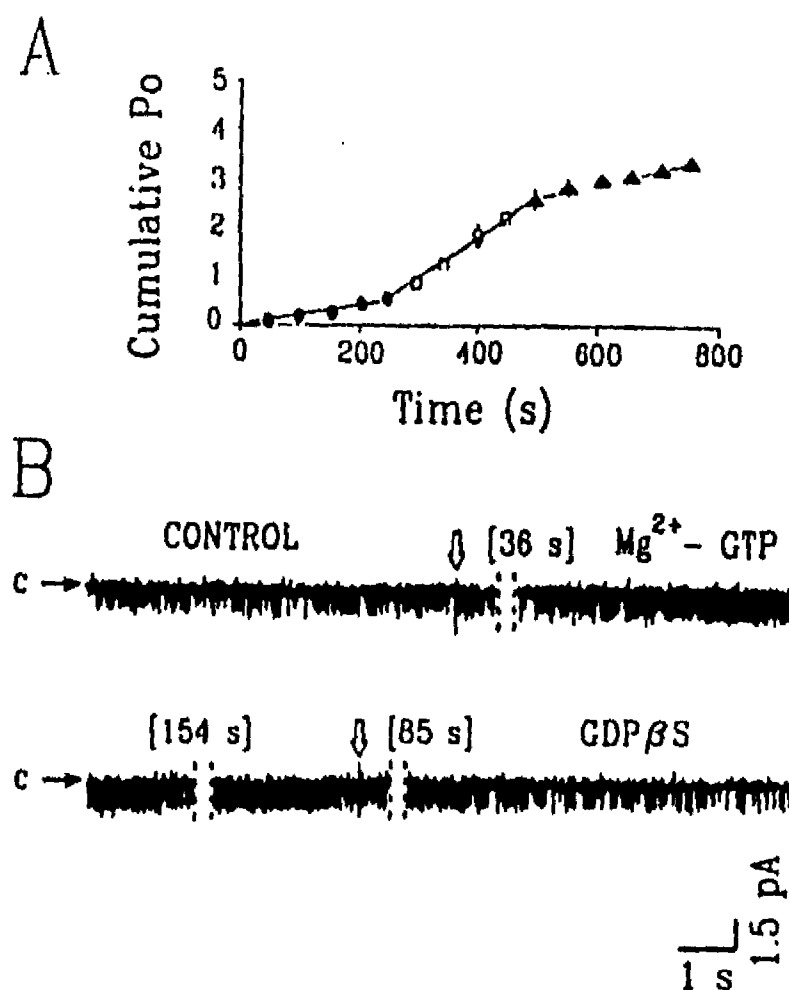 A
Cumulative Po
5
4
3
2
1
0
0 200 400 600 800
Time (s)
B
CONTROL [36 s] Mg²⁺- GTP
C
[154 s] [85 s] GDPβS
C
1.5 pA
1 s